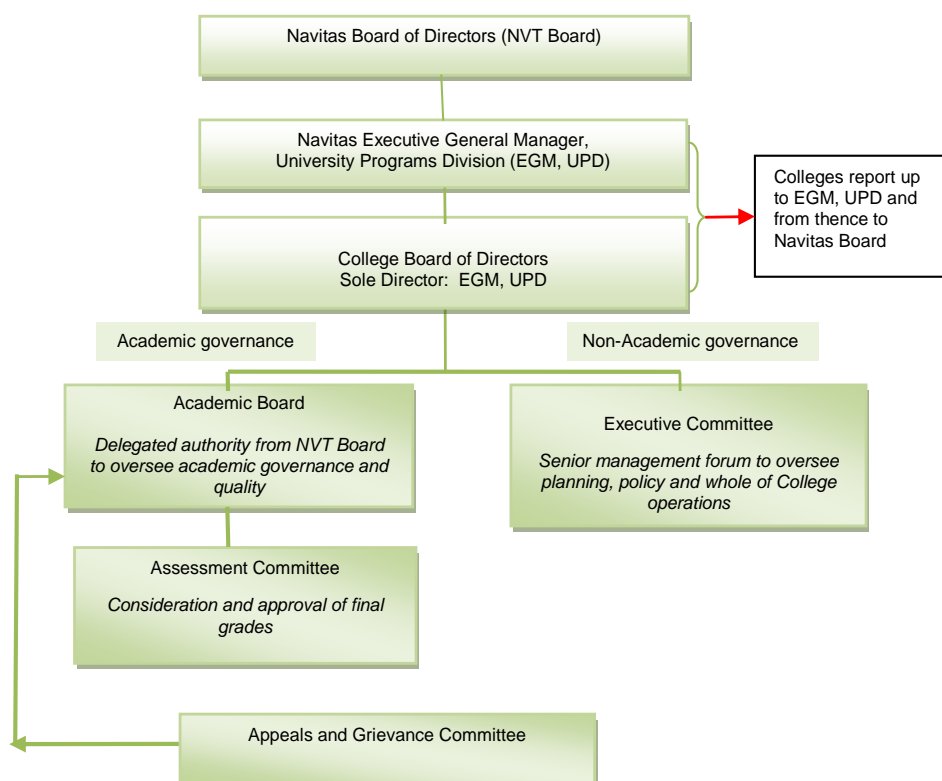 Navitas Board of Directors (NVT Board)
Navitas Executive General Manager,
University Programs Division (EGM, UPD)
Colleges report up
to EGM, UPD and
from thence to
Navitas Board
College Board of Directors
Sole Director:  EGM, UPD
Academic governance
Non-Academic governance
Academic Board
Delegated authority from NVT Board
to oversee academic governance and
quality
Executive Committee
Senior management forum to oversee
planning, policy and whole of College
operations
Assessment Committee
Consideration and approval of final
grades
Appeals and Grievance Committee